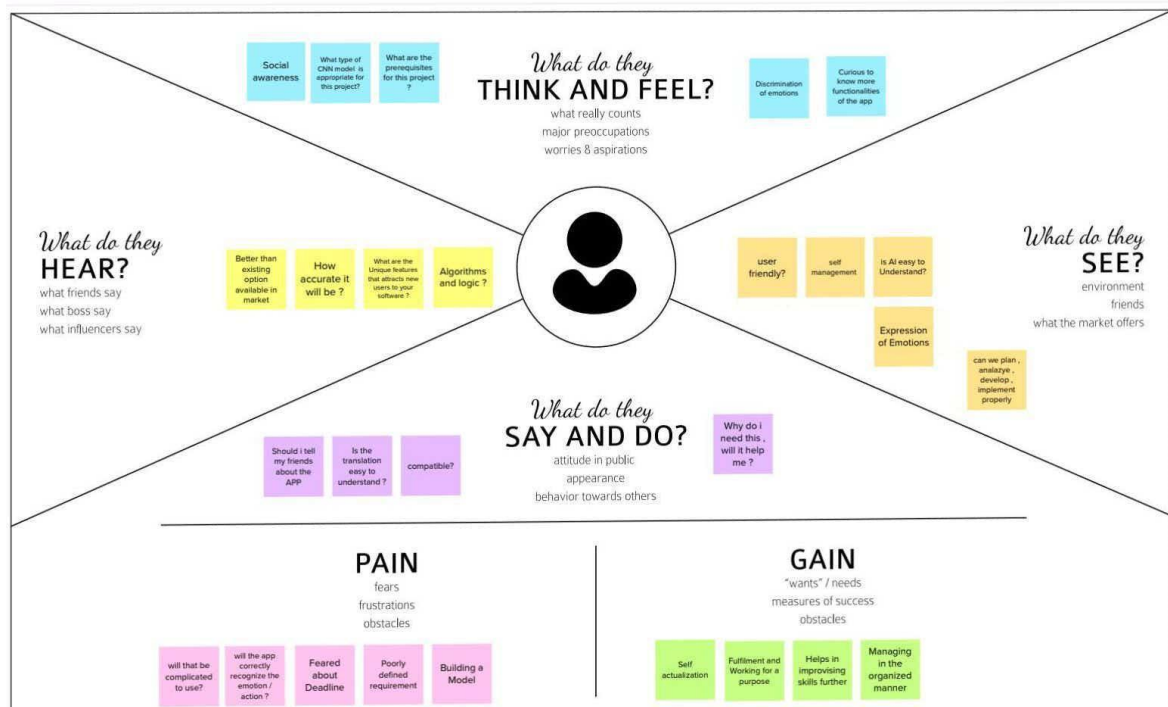 What do they
THINK AND FEEL?
what really counts
major preoccupations
worries & aspirations
Social
awareness
What type of
CNN model is
appropriate for
this project?
What are the
prerequisites
for this project
?
Discrimination
of emotions
Curious to
know more
functionalities
of the app
What do they
HEAR?
what friends say
what boss say
what influencers say
Better than
existing
option
available in
market
How
accurate it
will be ?
What are the
Unique features
that attracts new
users to your
software ?
Algorithms
and logic ?
What do they
SEE?
environment
friends
what the market offers
user
friendly?
self
management
is AI easy to
Understand?
Expression
of Emotions
can we plan ,
analazye ,
develop ,
implement
properly
What do they
SAY AND DO?
attitude in public
appearance
behavior towards others
Should i tell
my friends
about the
APP
Is the
translation
easy to
understand ?
compatible?
Why do i
need this ,
will it help
me ?
PAIN
fears
frustrations
obstacles
will that be
complicated
to use?
will the app
correctly
recognize the
emotion /
action ?
Feared
about
Deadline
Poorly
defined
requirement
Building a
Model
GAIN
“wants” / needs
measures of success
obstacles
Self
actualization
Fulfilment and
Working for a
purpose
Helps in
improvising
skills further
Managing
in the
organized
manner